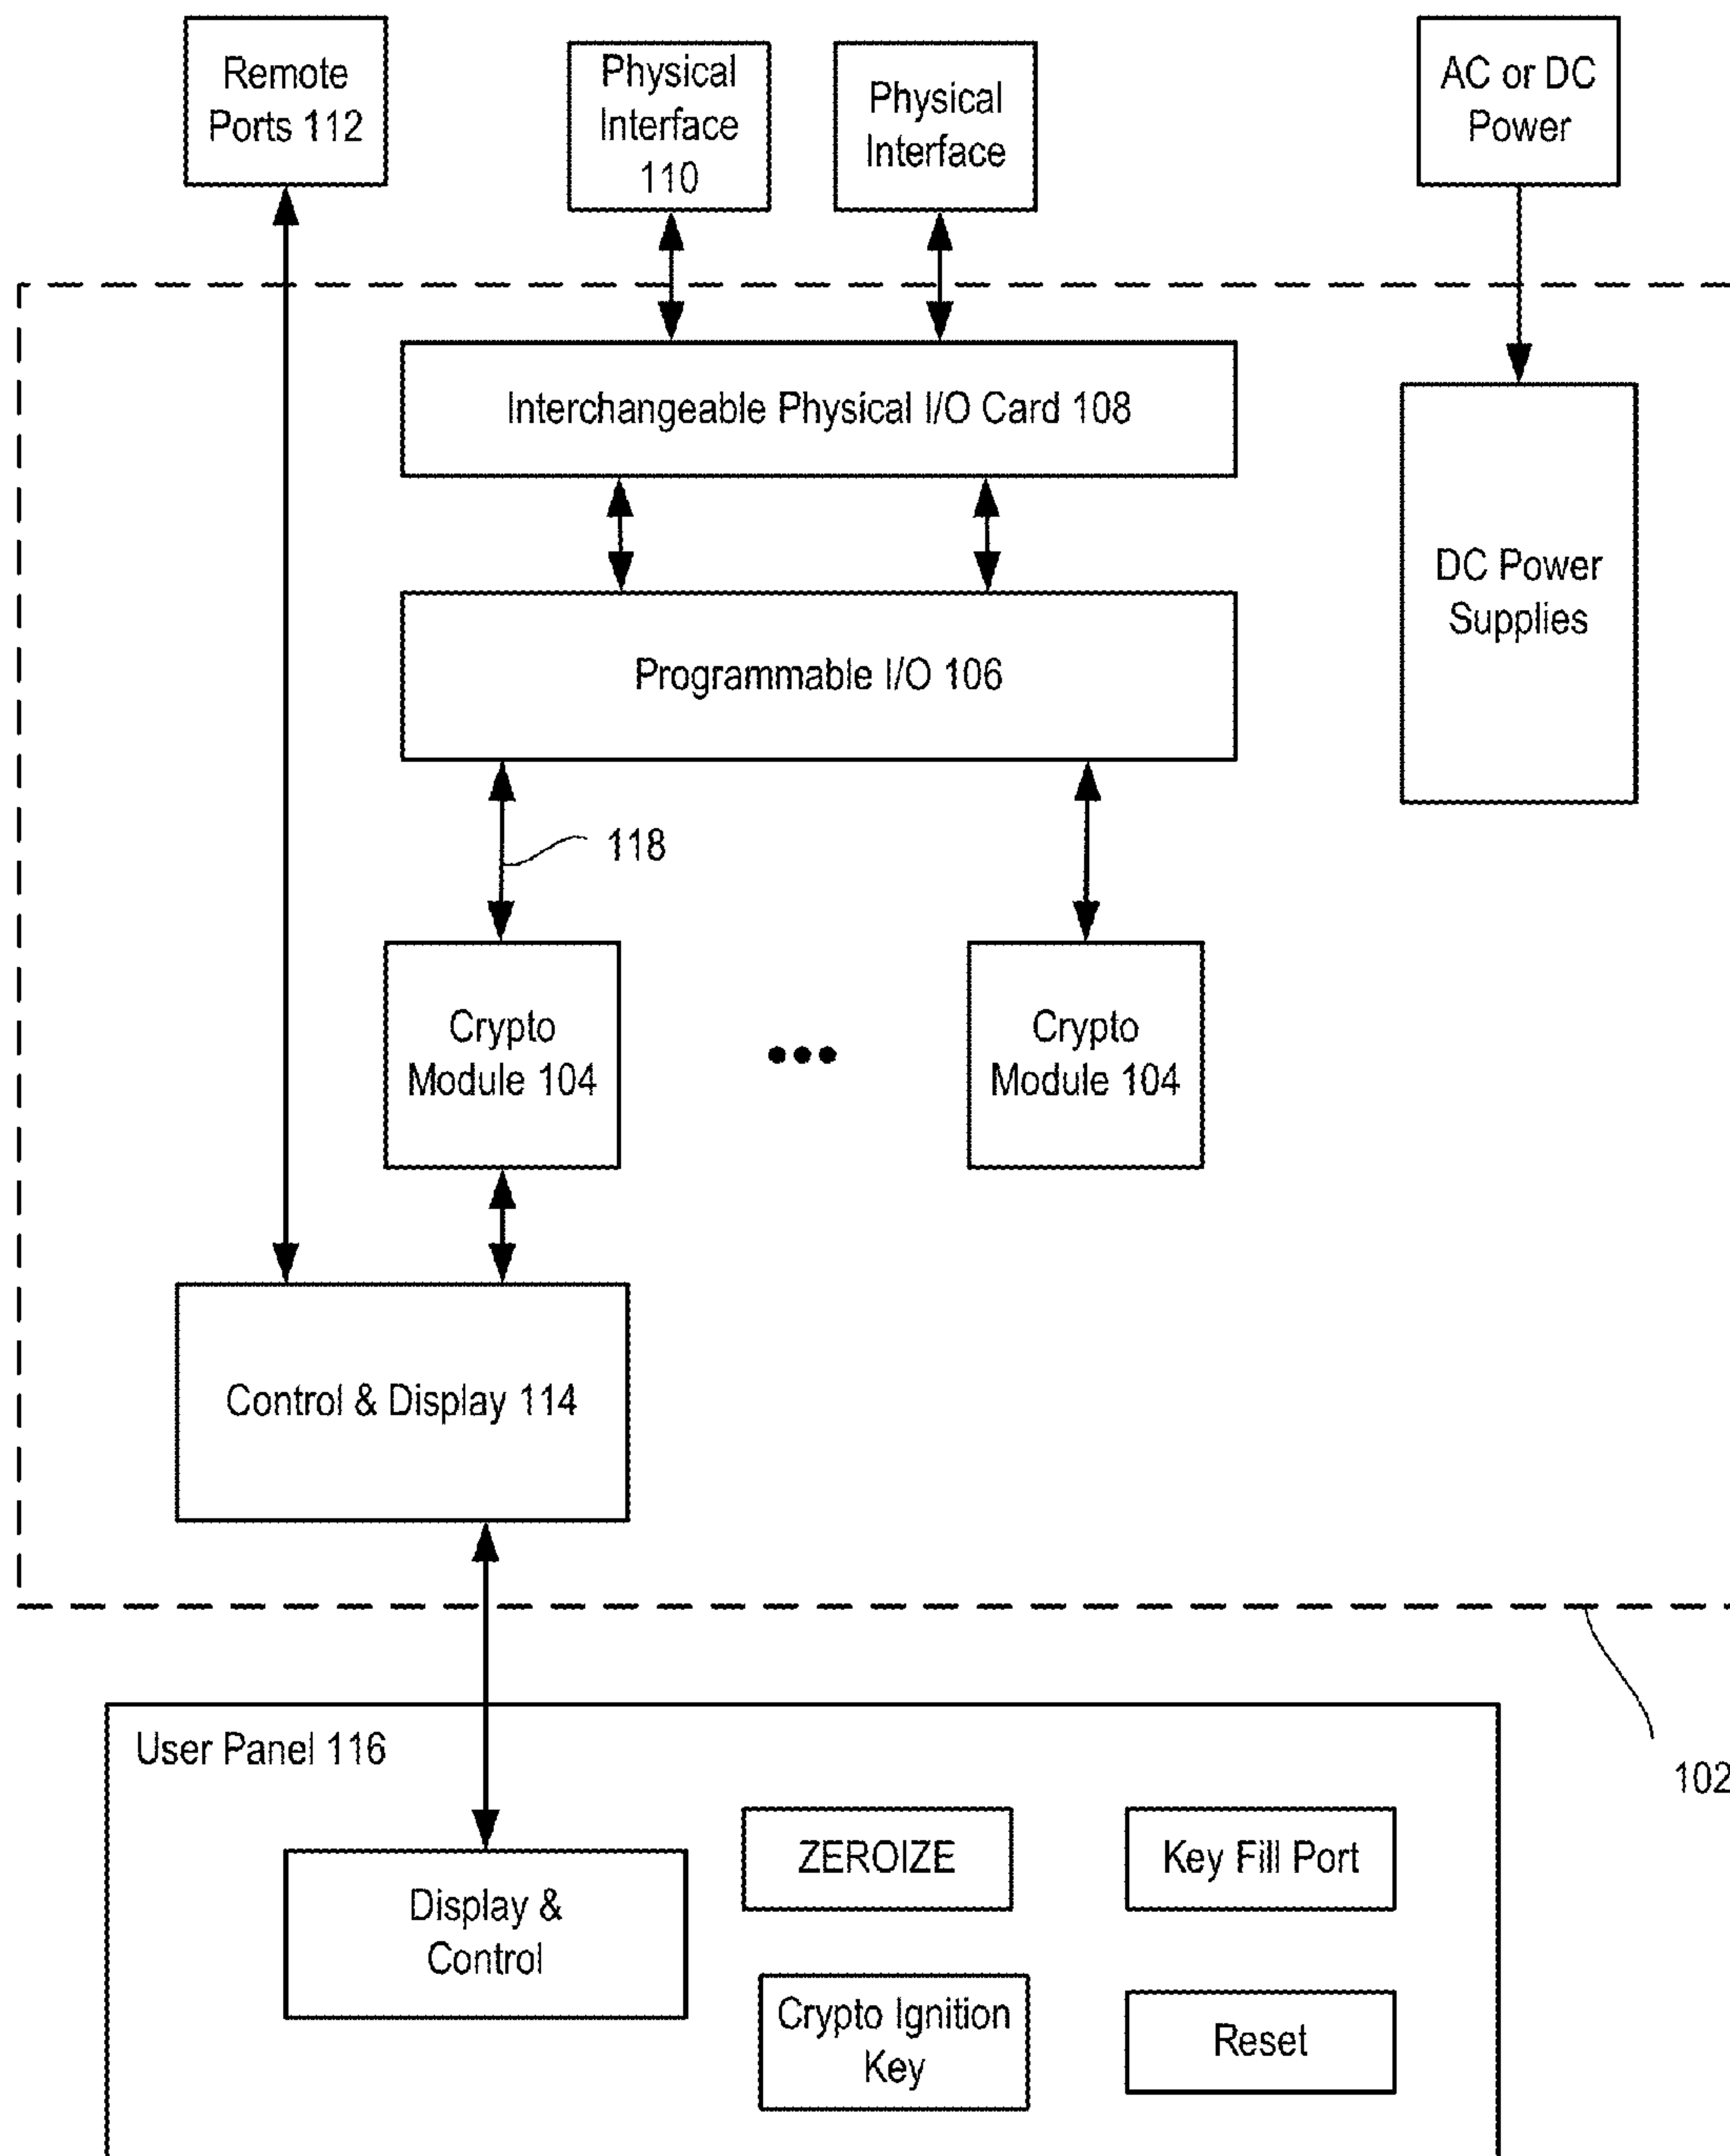 Remote
Ports 112
Physical
Interface
110
Physical
Interface
AC or DC
Power
Interchangeable Physical I/O Card 108
DC Power
Supplies
Programmable I/O 106
118
Crypto
Module 104
Crypto
Module 104
Control & Display 114
102
User Panel 116
Display &
Control
ZEROIZE
Key Fill Port
Crypto Ignition
Key
Reset